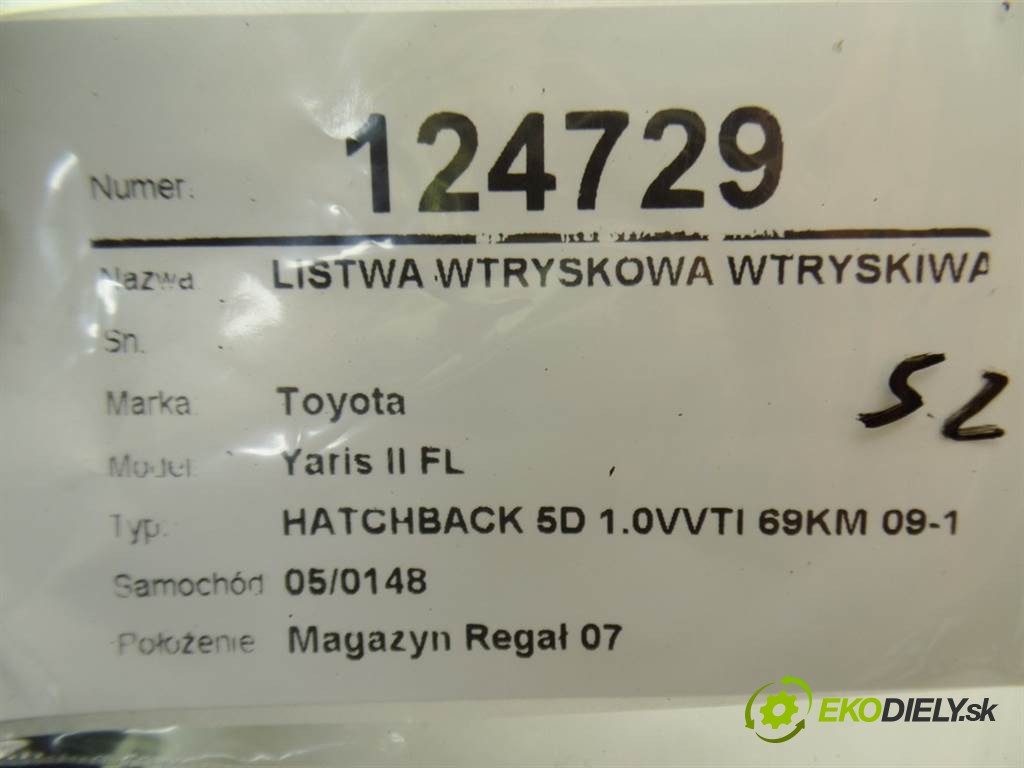 Numer. 124729
Nazwa LISTWA WTRYSKOWA WTRYSKIWA
Sn.
Marka Toyota
Model Yaris II FL
Typ. HATCHBACK 5D 1.0VVTI 69KM 09-1
Samochód 05/0148
Położenie Magazyn Regał 07
EKODIELY.sk